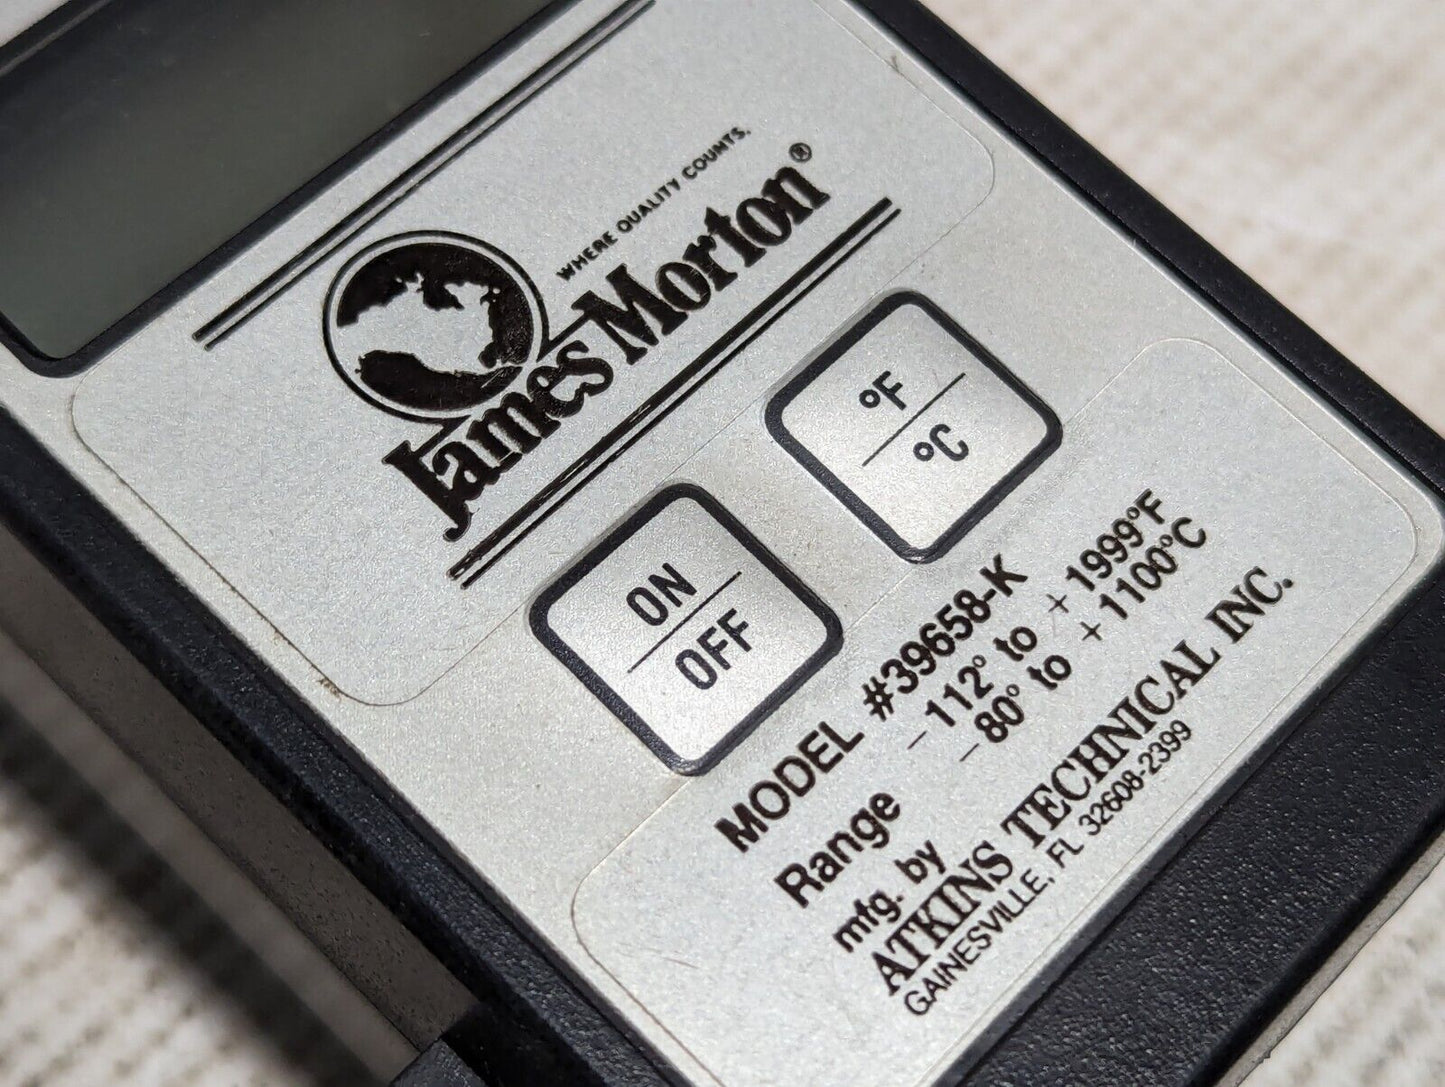 WHERE QUALITY COUNTS.
James Morton®
°F
°C
ON
OFF
MODEL #39658-K
Range -112° to +1999°F
-80° to +1100°C
mfg. by
ATKINS TECHNICAL INC.
GAINESVILLE, FL 32608-2399